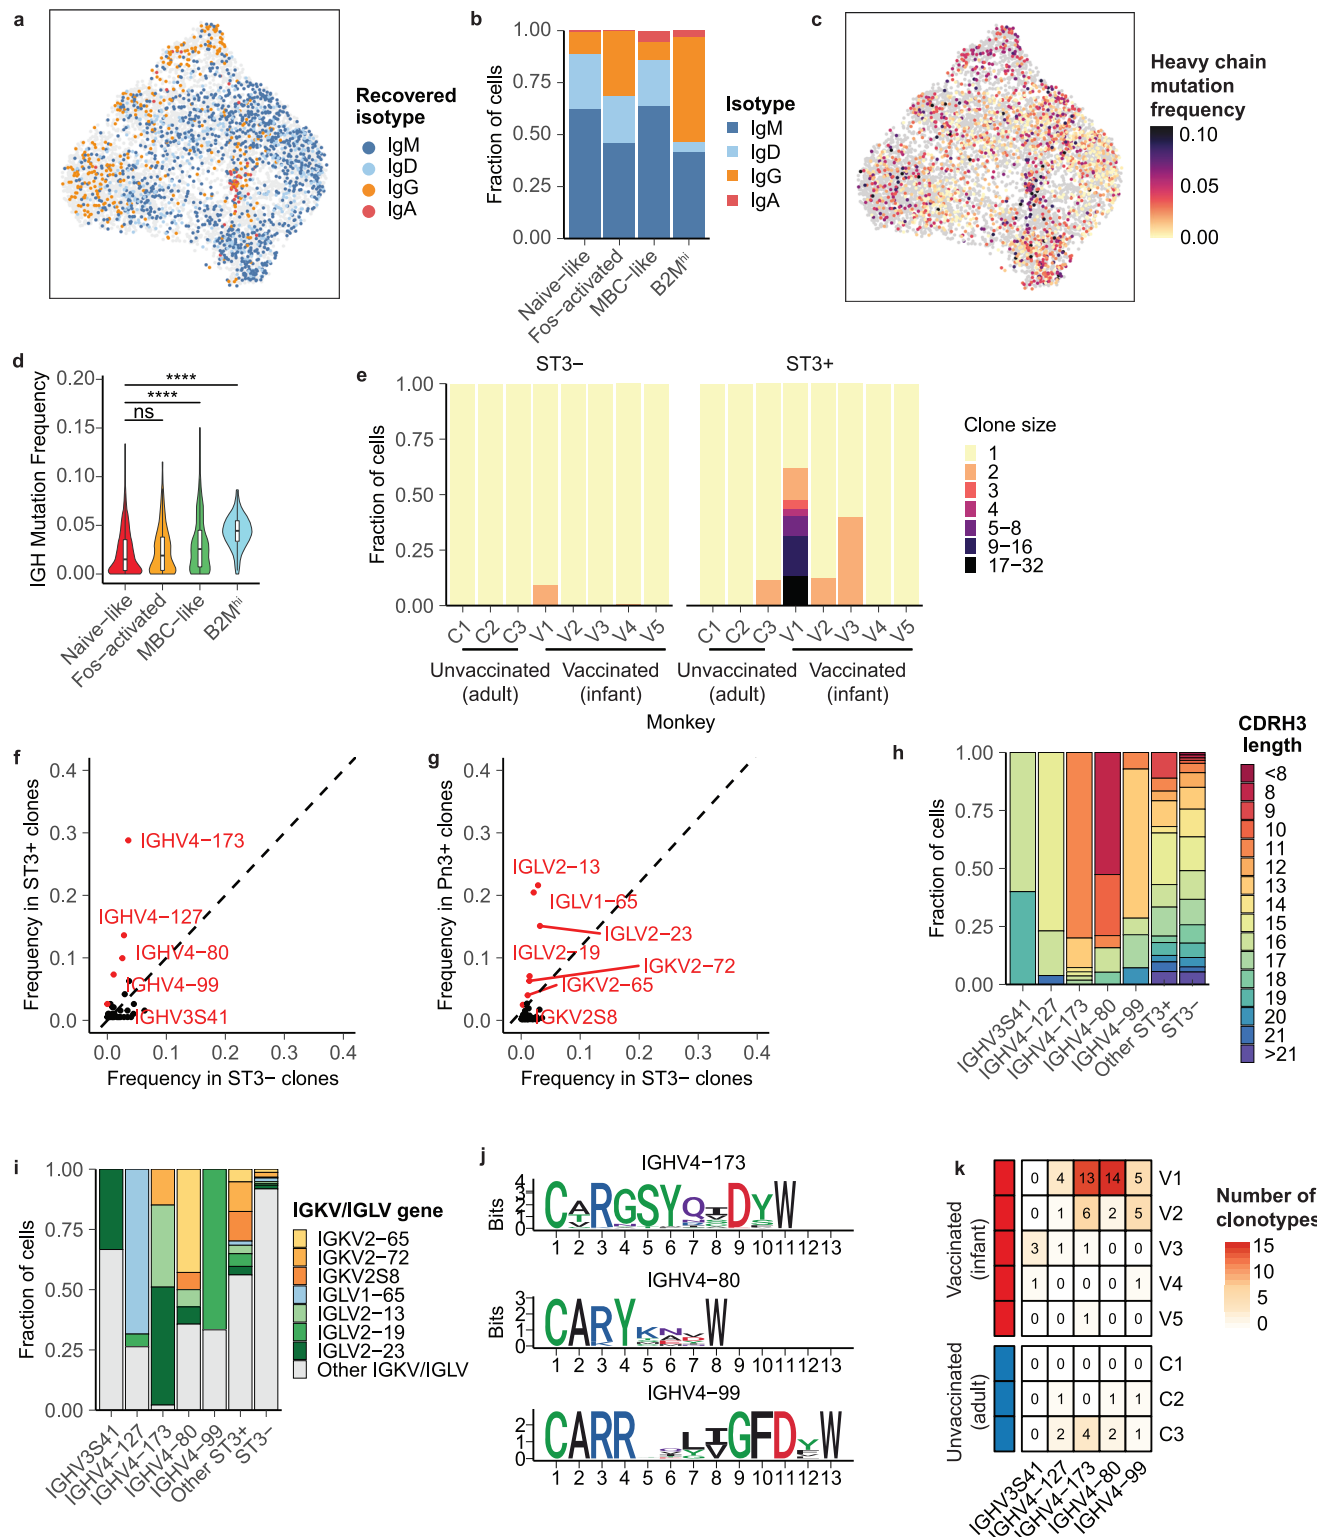 a
Recovered
isotype
IgM
IgD
IgG
IgA
b
Fraction of cells
1.00
0.75
0.50
0.25
0.00
Naive−like
Fos−activated
MBC−like
B2Mhi
Isotype
IgM
IgD
IgG
IgA
c
Heavy chain
mutation
frequency
0.10
0.05
0.00
d
IGH Mutation Frequency
0.20
0.15
0.10
0.05
0.00
****
****
ns
Naive−like
Fos−activated
MBC−like
B2Mhi
e
ST3−
ST3+
Fraction of cells
1.00
0.75
0.50
0.25
0.00
C1 C2 C3 V1 V2 V3 V4 V5
C1 C2 C3 V1 V2 V3 V4 V5
Unvaccinated
(adult)
Vaccinated
(infant)
Unvaccinated
(adult)
Vaccinated
(infant)
Monkey
Clone size
1
2
3
4
5−8
9−16
17−32
f
Frequency in ST3+ clones
0.4
0.3
0.2
0.1
0.0
IGHV4−173
IGHV4−127
IGHV4−80
IGHV4−99
IGHV3S41
0.0 0.1 0.2 0.3 0.4
Frequency in ST3− clones
g
Frequency in Pn3+ clones
0.4
0.3
0.2
0.1
0.0
IGLV2−13
IGLV1−65
IGLV2−23
IGLV2−19
IGKV2−72
IGKV2−65
IGKV2S8
0.0 0.1 0.2 0.3 0.4
Frequency in ST3− clones
h
Fraction of cells
1.00
0.75
0.50
0.25
0.00
IGHV3S41
IGHV4−127
IGHV4−173
IGHV4−80
IGHV4−99
Other ST3+
ST3−
CDRH3
length
<8
8
9
10
11
12
13
14
15
16
17
18
19
20
21
>21
i
Fraction of cells
1.00
0.75
0.50
0.25
0.00
IGHV3S41
IGHV4−127
IGHV4−173
IGHV4−80
IGHV4−99
Other ST3+
ST3−
IGKV/IGLV gene
IGKV2−65
IGKV2−72
IGKV2S8
IGLV1−65
IGLV2−13
IGLV2−19
IGLV2−23
Other IGKV/IGLV
j
IGHV4−173
Bits
4
3
2
1
0
CARGSYQIDYW
1 2 3 4 5 6 7 8 9 10 11 12 13
IGHV4−80
Bits
3
2
1
0
CARYKNYW
1 2 3 4 5 6 7 8 9 10 11 12 13
IGHV4−99
Bits
2
1
0
CARR LIGFDYW
1 2 3 4 5 6 7 8 9 10 11 12 13
k
Vaccinated
(infant)
Unvaccinated
(adult)
0 4 13 14 5 V1
0 1 6 2 5 V2
3 1 1 0 0 V3
1 0 0 0 1 V4
0 0 1 0 0 V5
0 0 0 0 0 C1
0 1 0 1 1 C2
0 2 4 2 1 C3
IGHV3S41
IGHV4−127
IGHV4−173
IGHV4−80
IGHV4−99
Number of
clonotypes
15
10
5
0